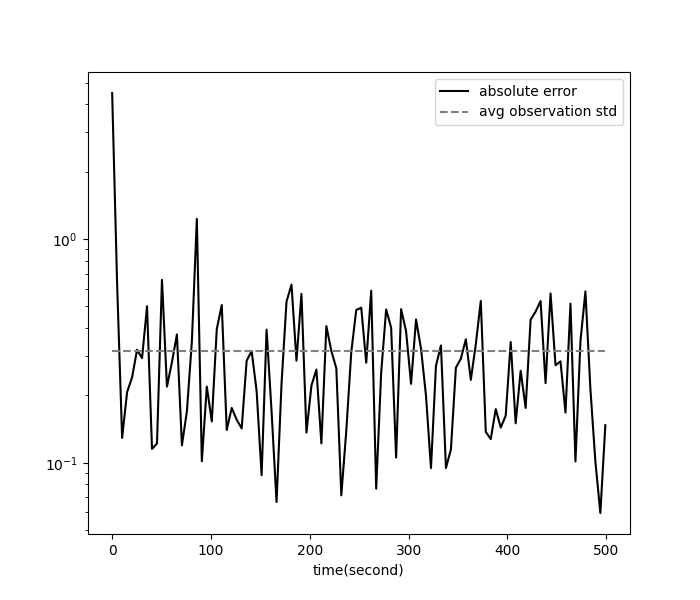 absolute error
avg observation std
10⁰
10⁻¹
0 100 200 300 400 500
time(second)